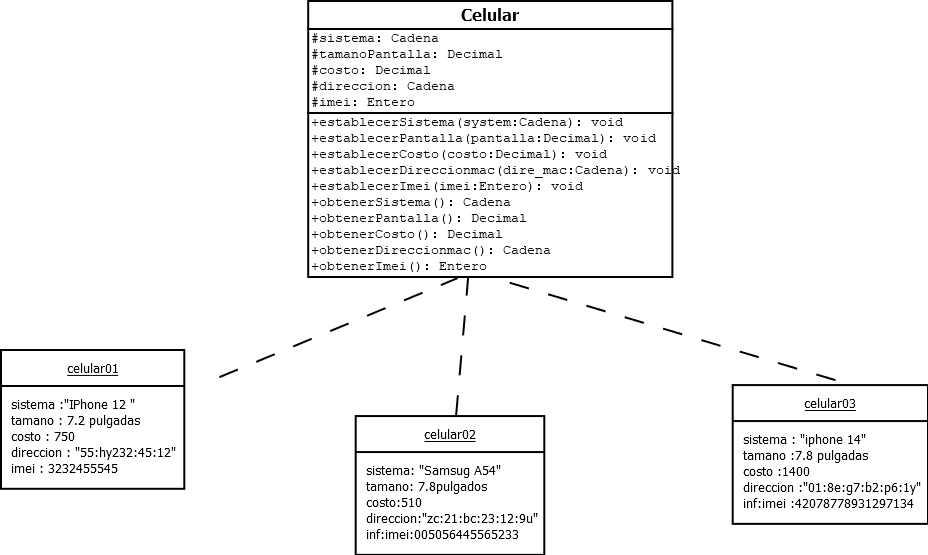 Celular
#sistema: Cadena
#tamanoPantalla: Decimal
#costo: Decimal
#direccion: Cadena
#imei: Entero
+establecerSistema(system:Cadena): void
+establecerPantalla(pantalla:Decimal): void
+establecerCosto(costo:Decimal): void
+establecerDireccionmac(dire_mac:Cadena): void
+establecerImei(imei:Entero): void
+obtenerSistema(): Cadena
+obtenerPantalla(): Decimal
+obtenerCosto(): Decimal
+obtenerDireccionmac(): Cadena
+obtenerImei(): Entero
celular01
sistema :"IPhone 12 "
tamano : 7.2 pulgadas
costo : 750
direccion : "55:hy232:45:12"
imei : 3232455545
celular02
sistema: "Samsug A54"
tamano: 7.8pulgados
costo:510
direccion:"zc:21:bc:23:12:9u"
inf:imei:005056445565233
celular03
sistema : "iphone 14"
tamano :7.8 pulgadas
costo :1400
direccion :"01:8e:g7:b2:p6:1y"
inf:imei :42078778931297134